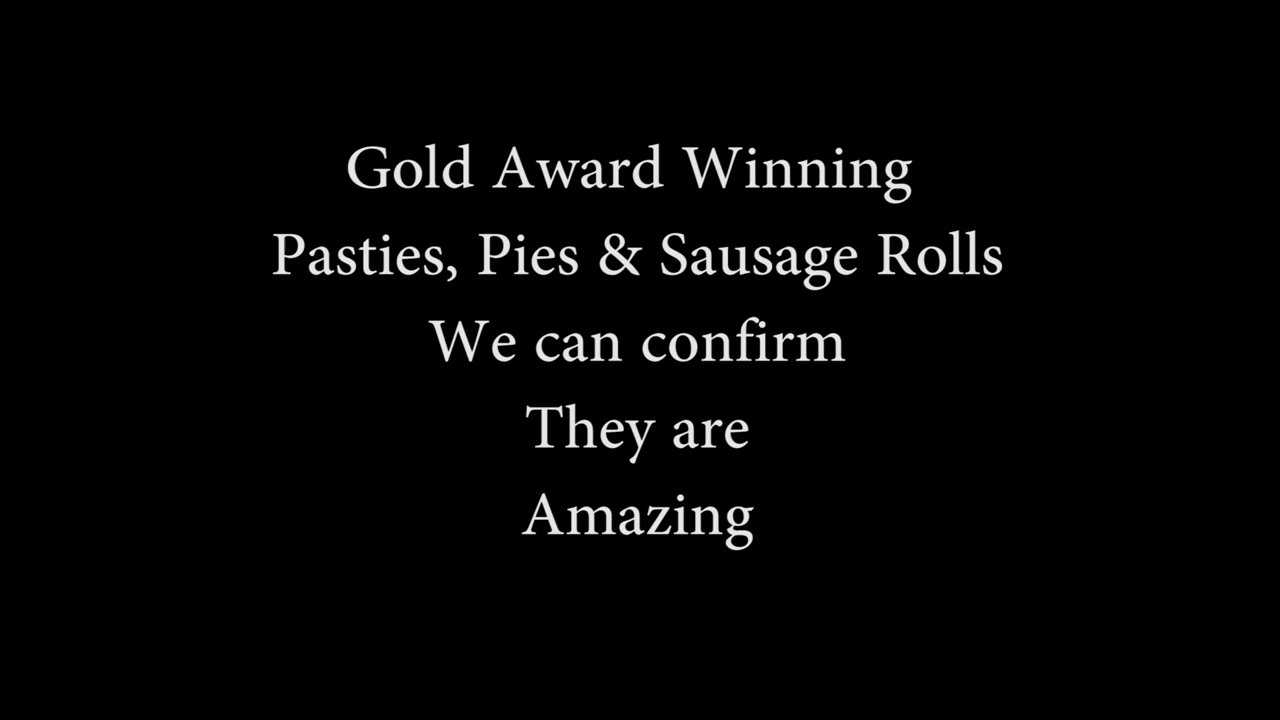 Gold Award Winning
Pasties, Pies & Sausage Rolls
We can confirm
They are
Amazing